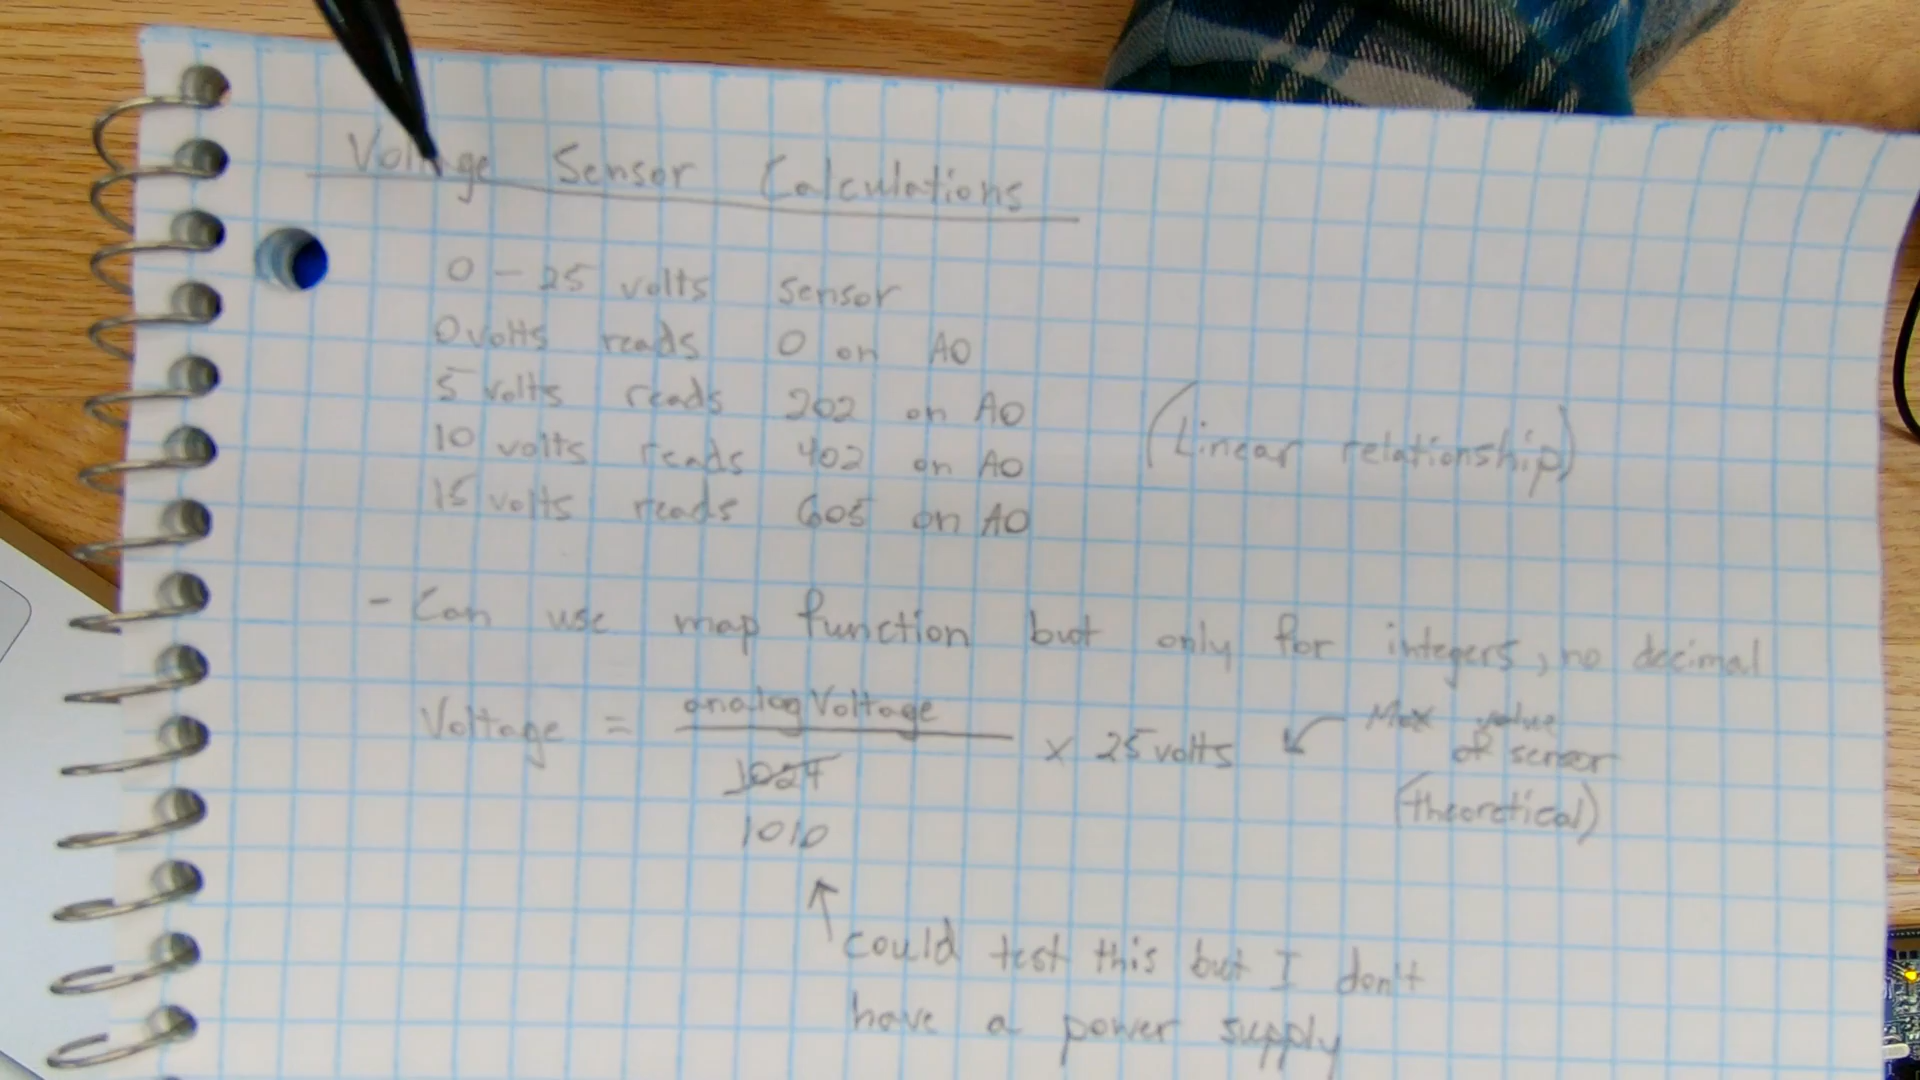 Voltage Sensor Calculations
0 - 25 volts sensor
0 volts reads 0 on A0
5 volts reads 202 on A0
10 volts reads 402 on A0
(Linear relationship)
15 volts reads 605 on A0
- Can use map function but only for integers, no decimal
Voltage = analogVoltage
1024
1010
x 25 volts
Max value
of sensor
(theoretical)
could test this but I don't
have a power supply